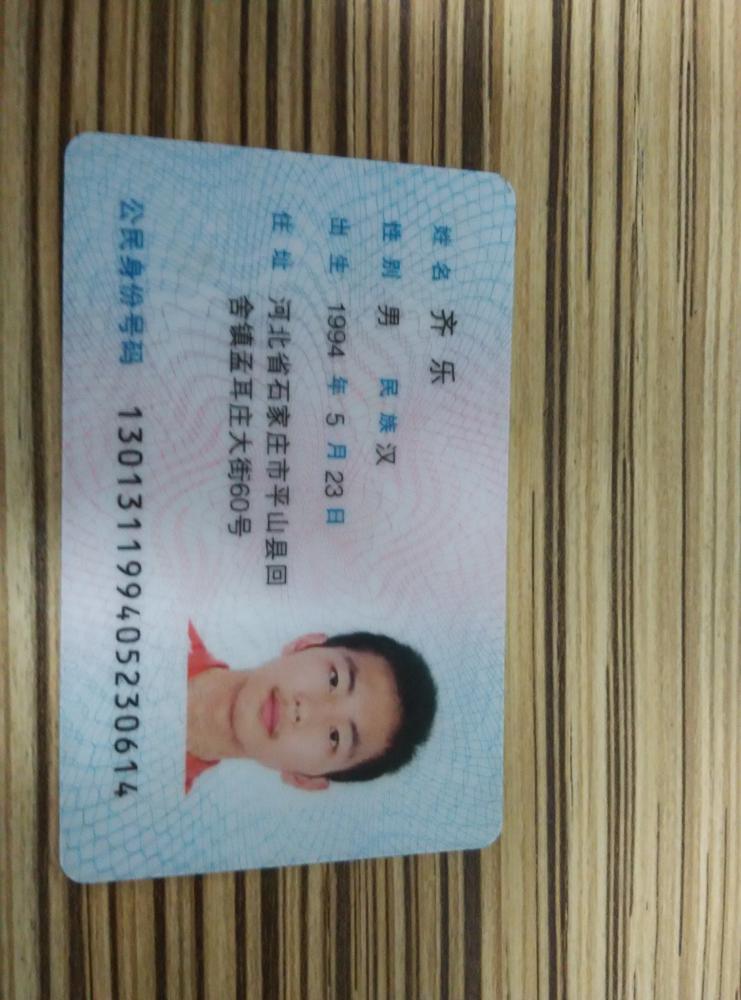 姓名 齐乐
性别 男 民族 汉
出生 1994 年 5 月 23 日
住址 河北省石家庄市平山县回
舍镇孟耳庄大街60号
公民身份号码 130131199405230614